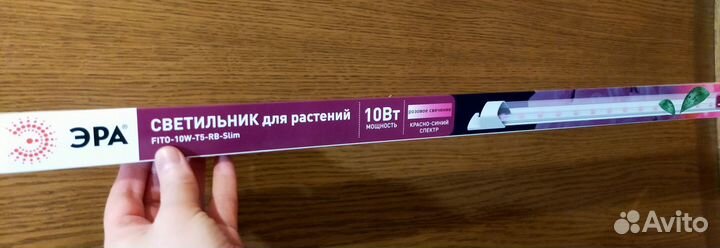 ЭРА
СВЕТИЛЬНИК для растений
FITO-10W-T5-RB-Slim
10Вт
МОЩНОСТЬ
розовое свечение
КРАСНО-СИНИЙ
СПЕКТР
Avito